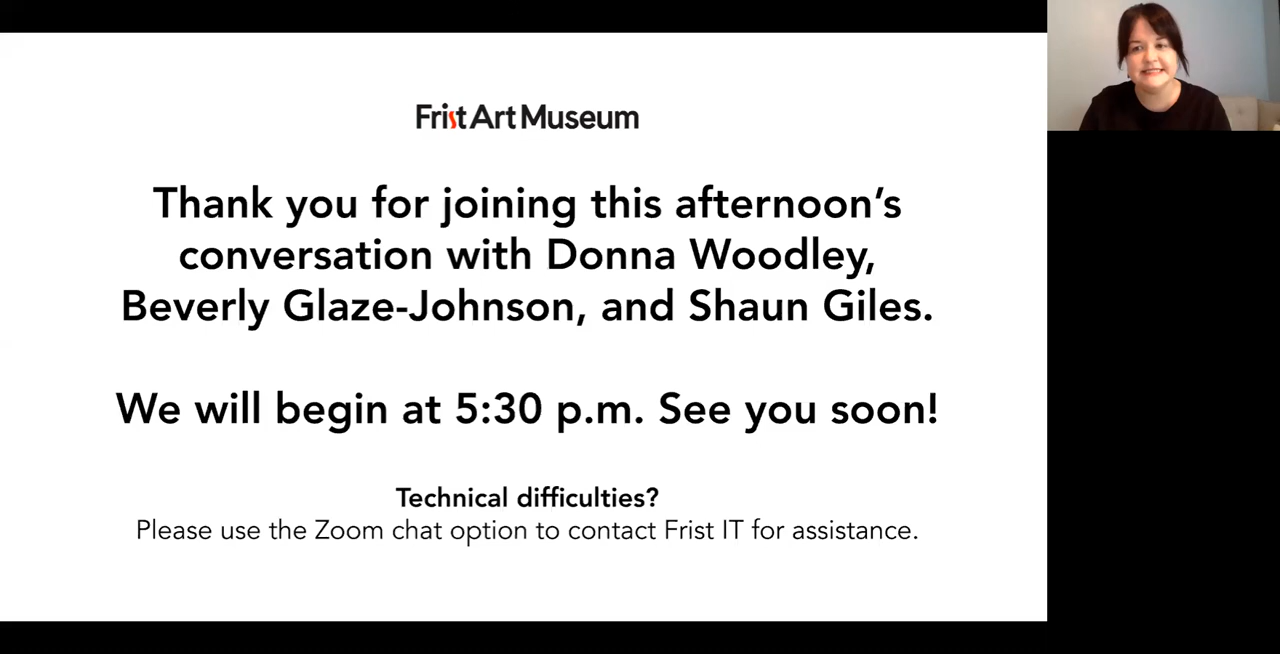 Frist Art Museum
Thank you for joining this afternoon’s
conversation with Donna Woodley,
Beverly Glaze-Johnson, and Shaun Giles.
We will begin at 5:30 p.m. See you soon!
Technical difficulties?
Please use the Zoom chat option to contact Frist IT for assistance.